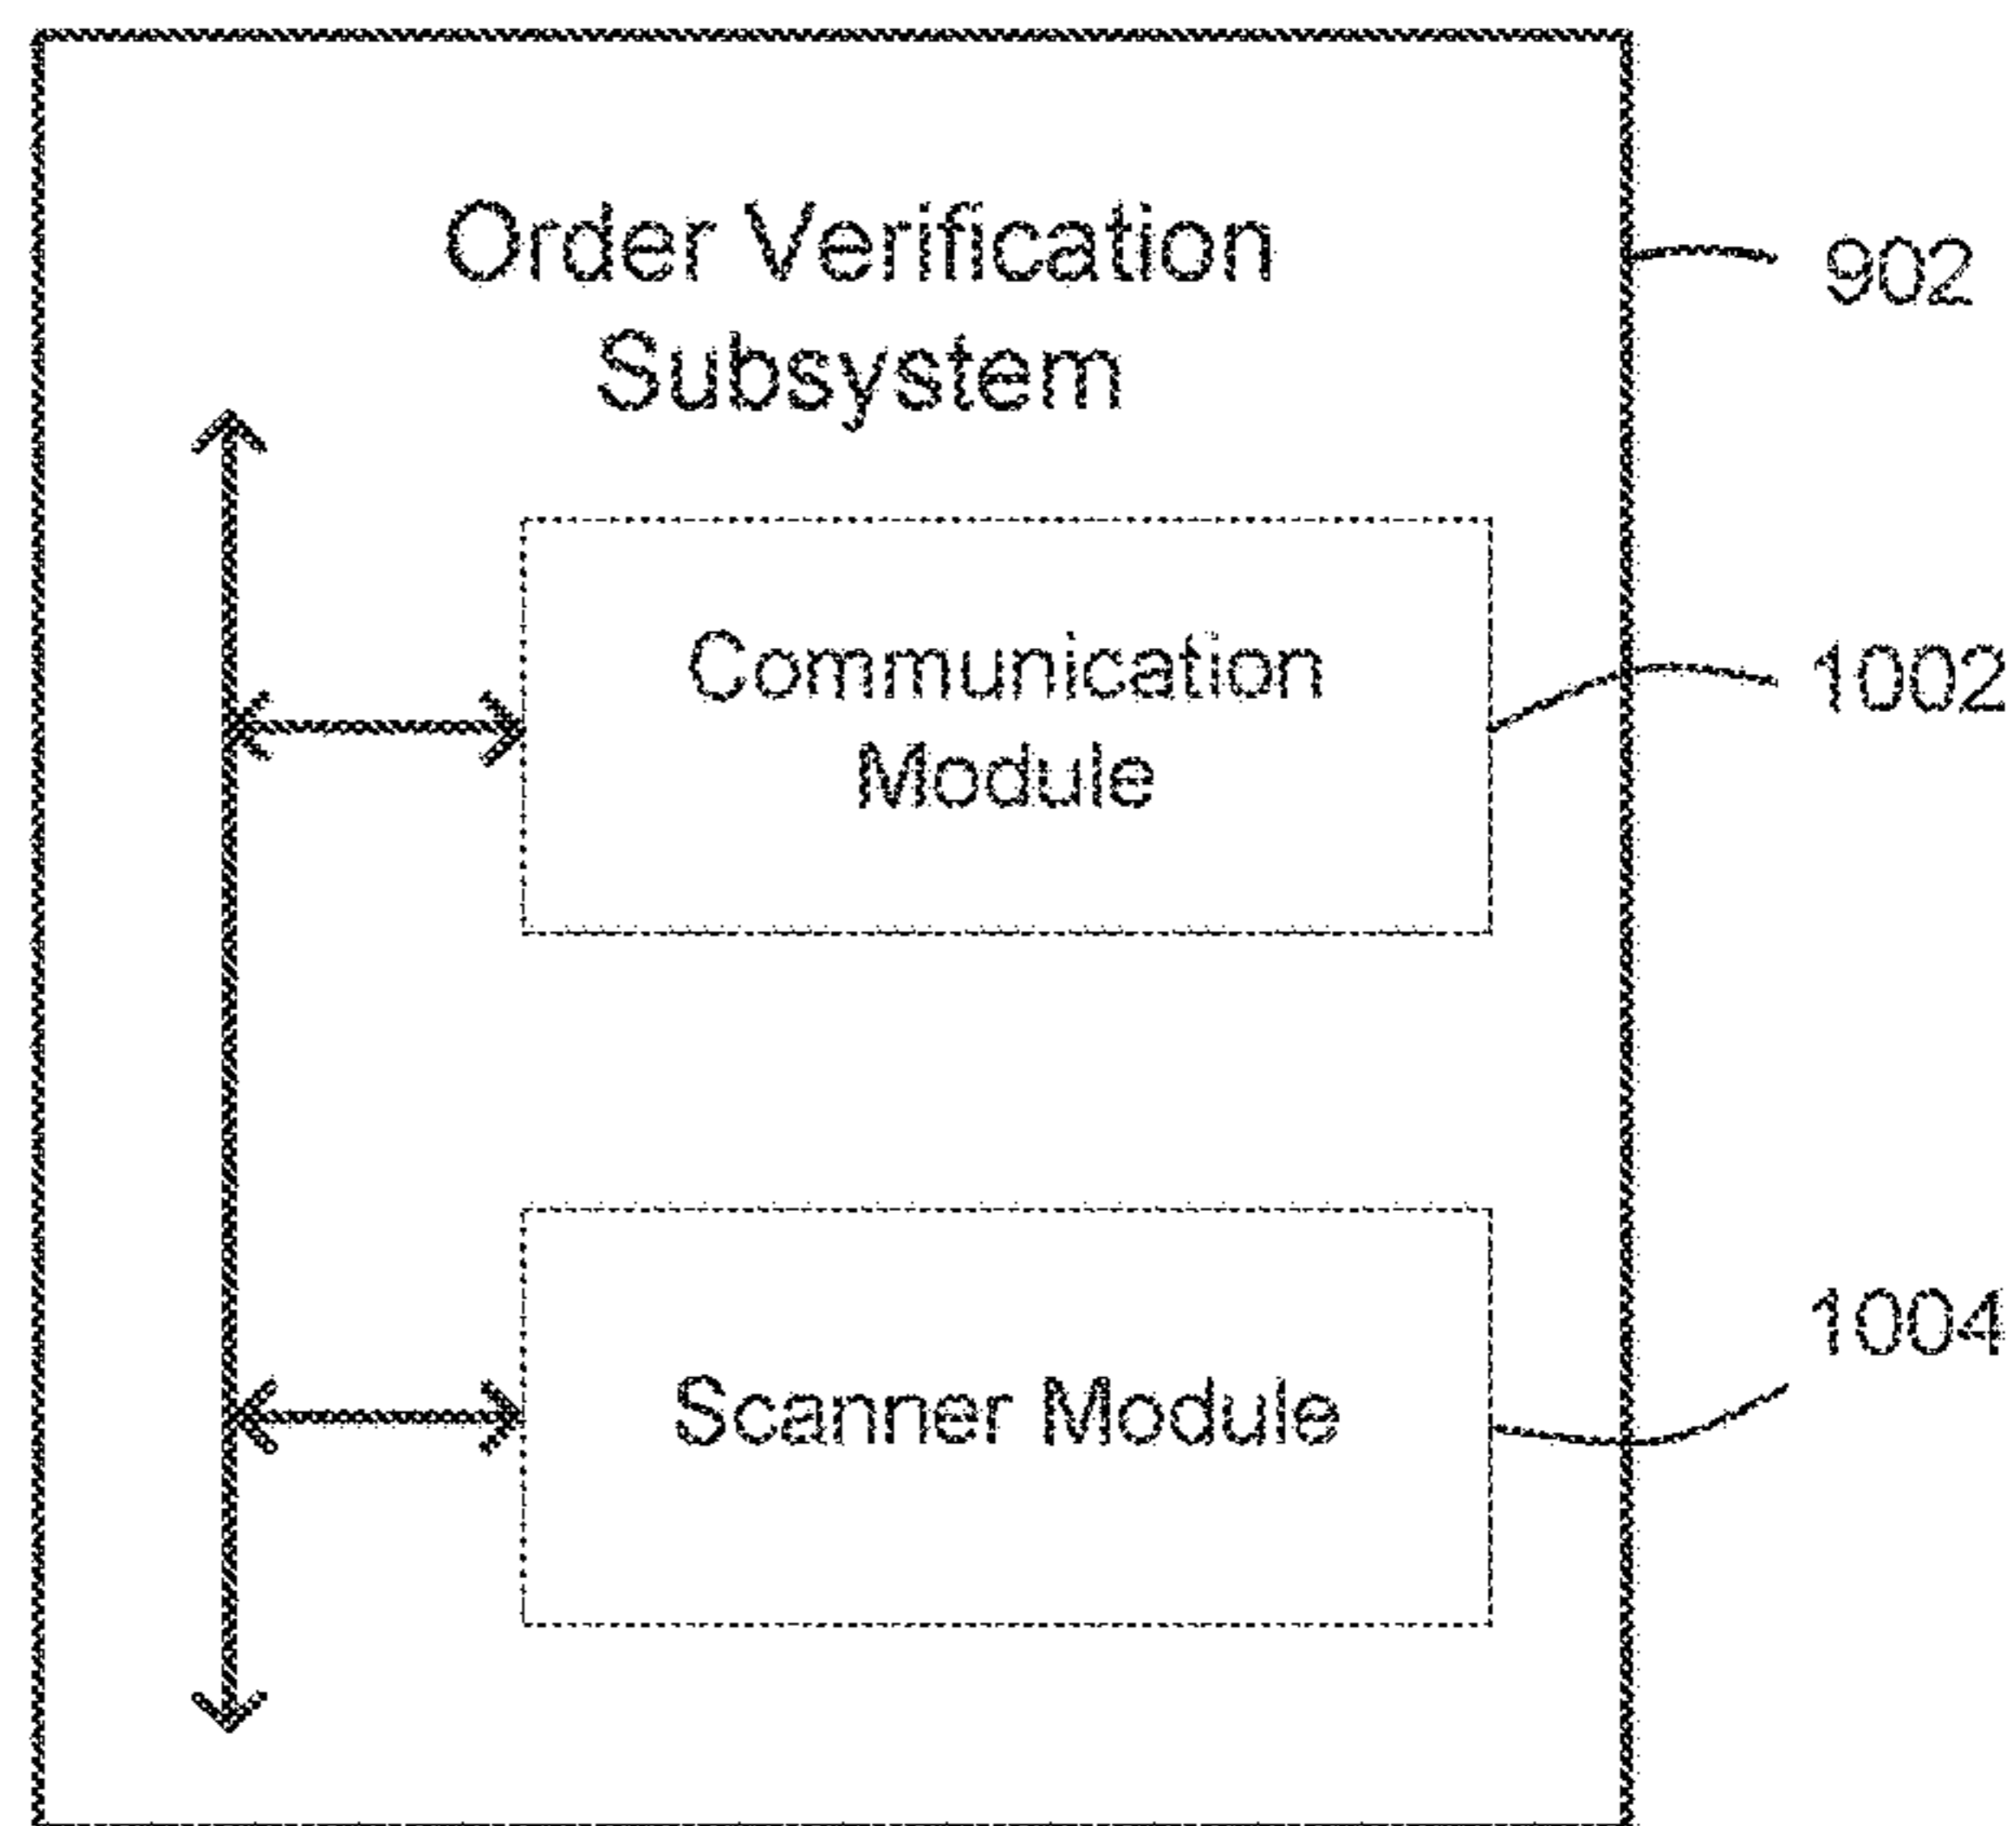 Order Verification
Subsystem
902
Communication
Module
1002
Scanner Module
1004